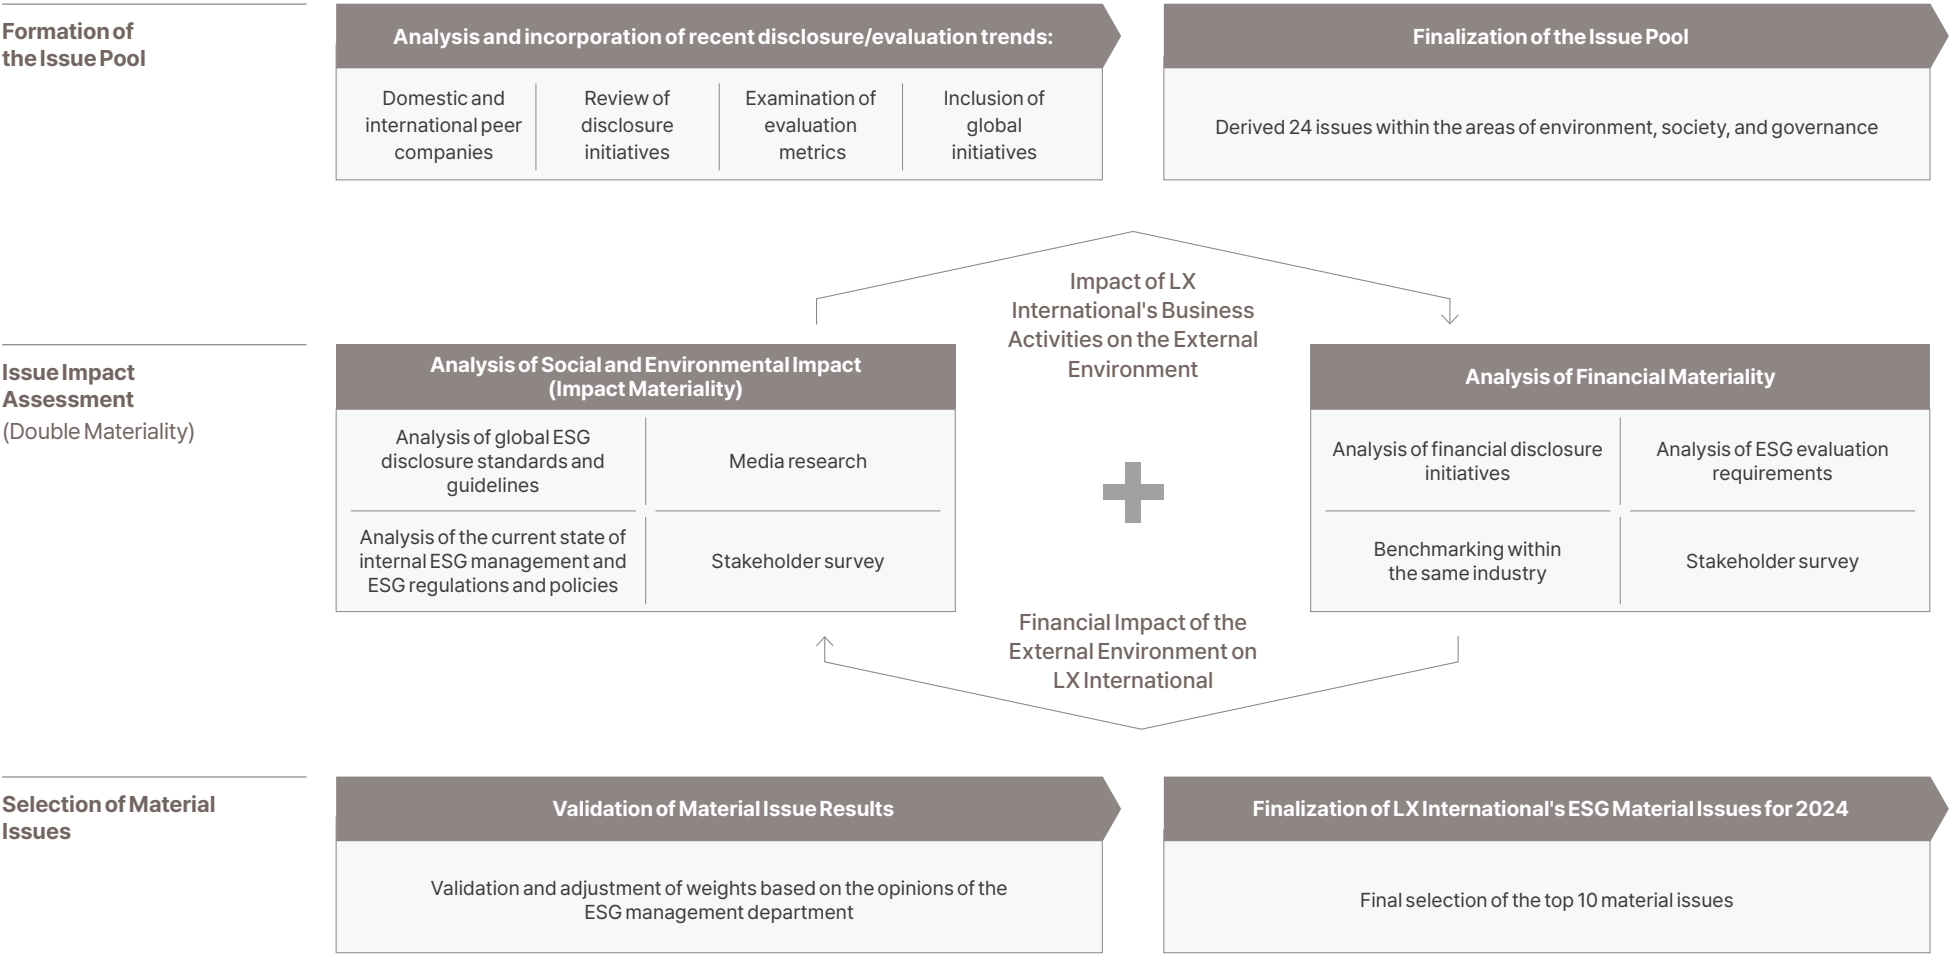 Formation of
the Issue Pool
Analysis and incorporation of recent disclosure/evaluation trends:
Domestic and
international peer
companies
Review of
disclosure
initiatives
Examination of
evaluation
metrics
Inclusion of
global
initiatives
Finalization of the Issue Pool
Derived 24 issues within the areas of environment, society, and governance
Issue Impact
Assessment
(Double Materiality)
Impact of LX
International's Business
Activities on the External
Environment
Analysis of Social and Environmental Impact
(Impact Materiality)
Analysis of global ESG
disclosure standards and
guidelines
Media research
Analysis of the current state of
internal ESG management and
ESG regulations and policies
Stakeholder survey
Analysis of Financial Materiality
Analysis of financial disclosure
initiatives
Analysis of ESG evaluation
requirements
Benchmarking within
the same industry
Stakeholder survey
Financial Impact of the
External Environment on
LX International
Selection of Material
Issues
Validation of Material Issue Results
Validation and adjustment of weights based on the opinions of the
ESG management department
Finalization of LX International's ESG Material Issues for 2024
Final selection of the top 10 material issues